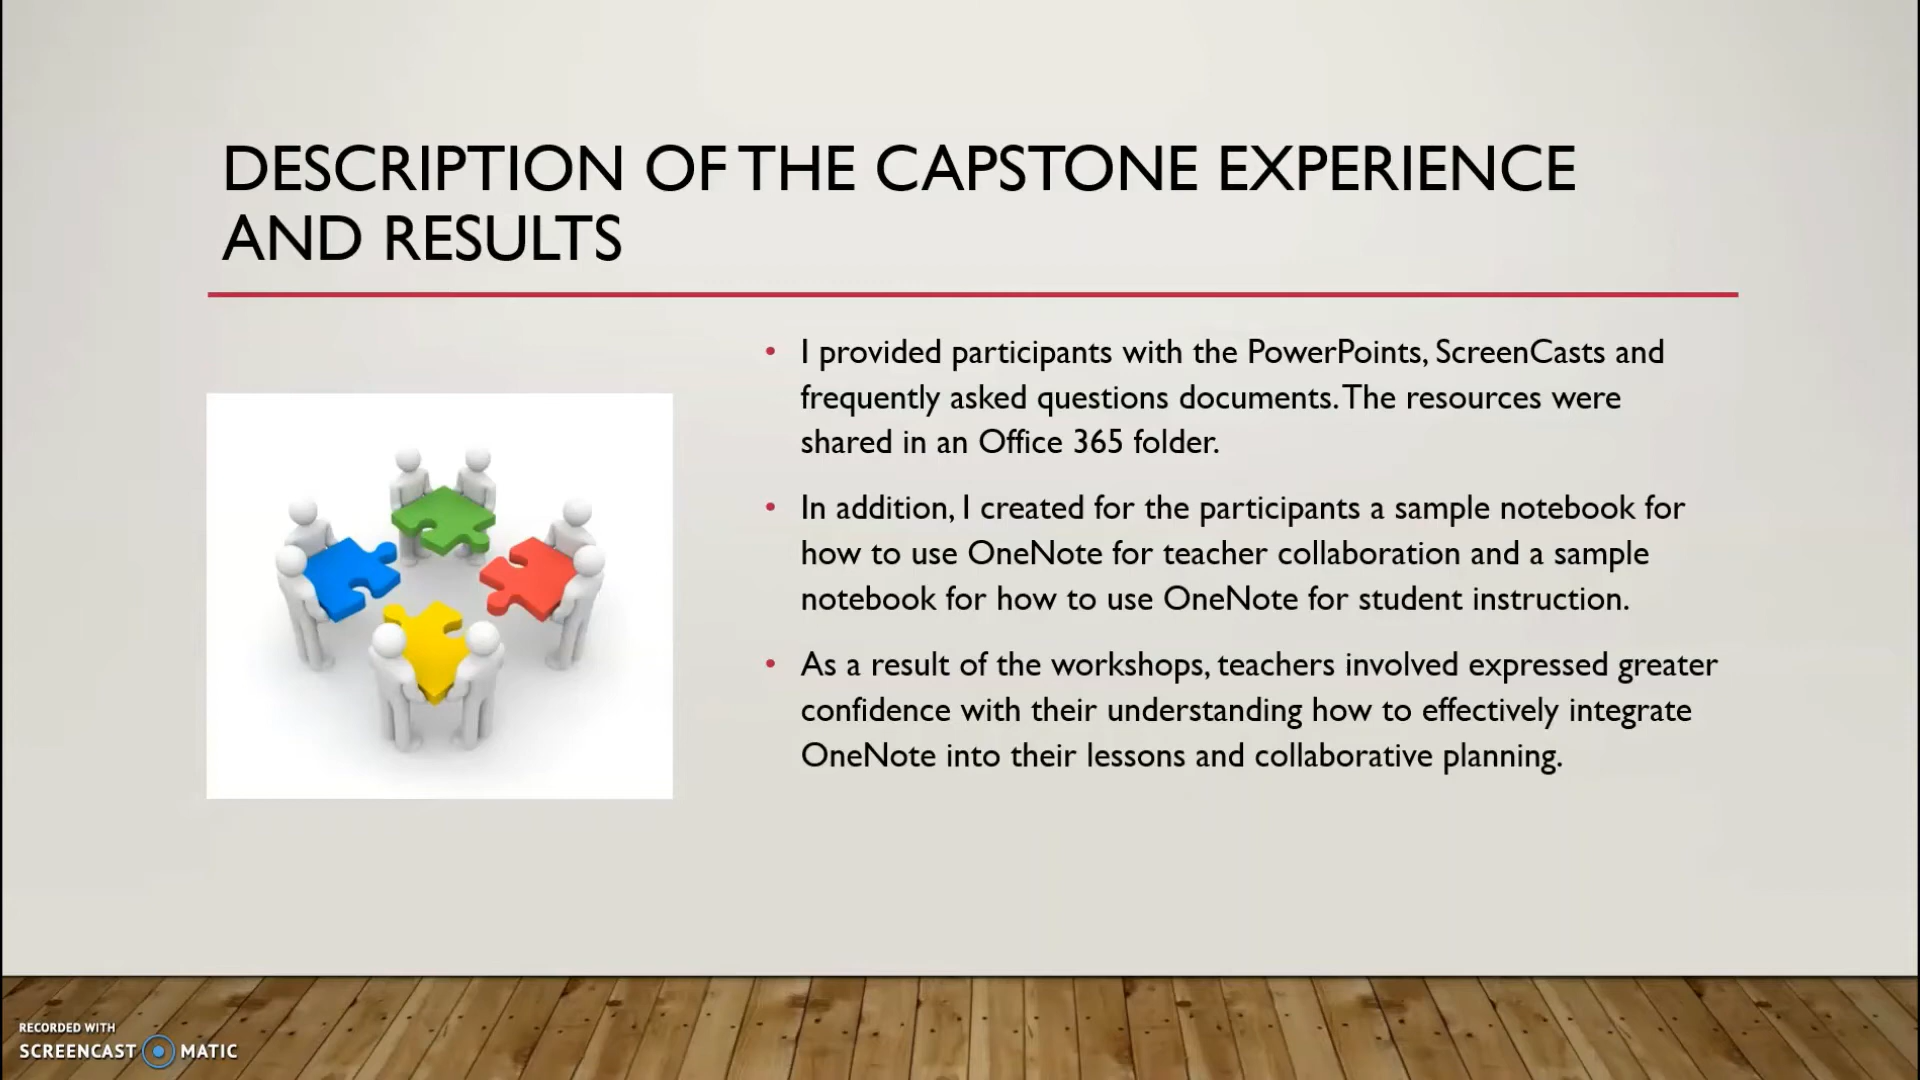 DESCRIPTION OF THE CAPSTONE EXPERIENCE
AND RESULTS
• I provided participants with the PowerPoints, ScreenCasts and
frequently asked questions documents. The resources were
shared in an Office 365 folder.
• In addition, I created for the participants a sample notebook for
how to use OneNote for teacher collaboration and a sample
notebook for how to use OneNote for student instruction.
• As a result of the workshops, teachers involved expressed greater
confidence with their understanding how to effectively integrate
OneNote into their lessons and collaborative planning.
RECORDED WITH
SCREENCAST MATIC